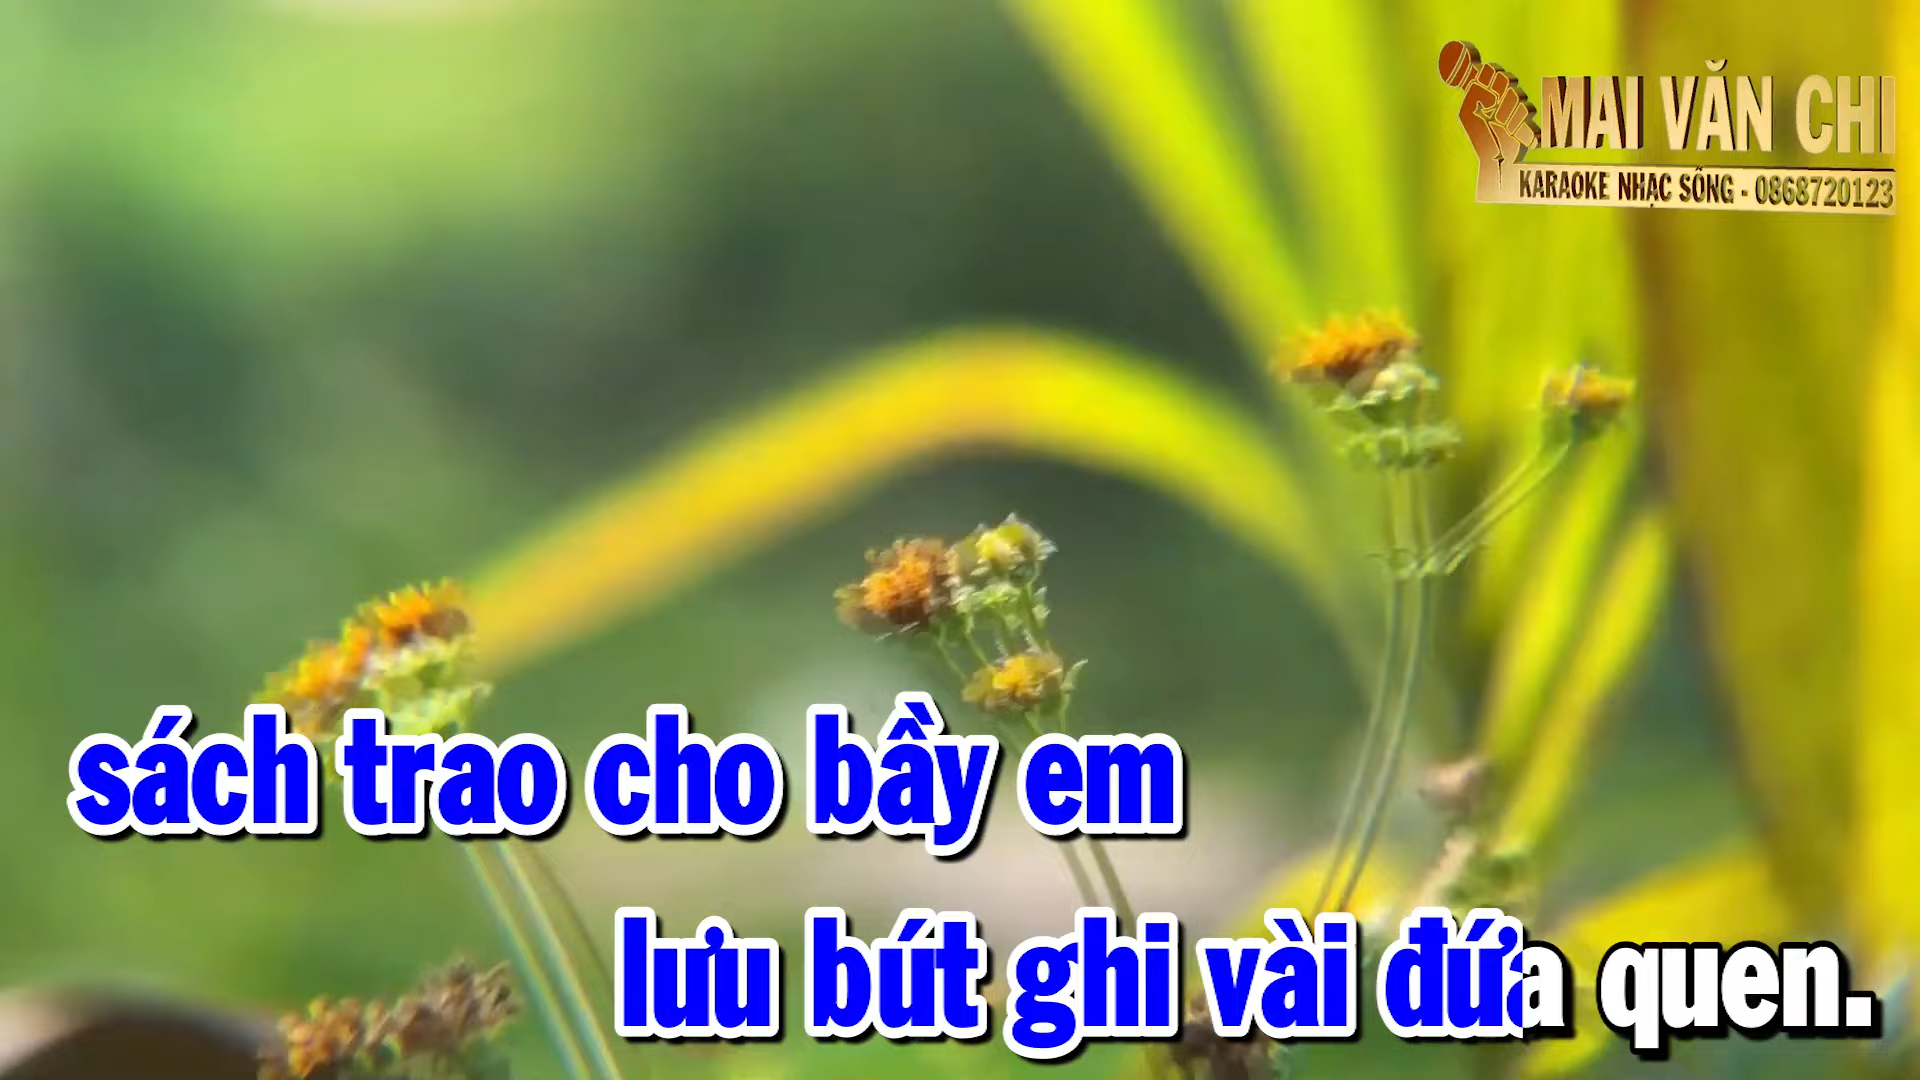 MAI VĂN CHI
KARAOKE NHẠC SỐNG - 0868720123
sách trao cho bầy em
lưu bút ghi vài đứa quen.